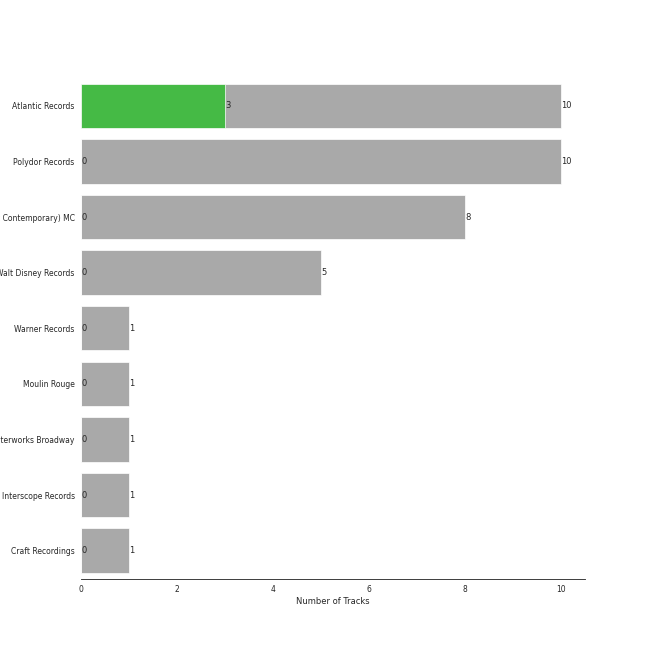 Atlantic Records 3 10
Polydor Records 0 10
Contemporary) MC 0 8
Walt Disney Records 0 5
Warner Records 0 1
Moulin Rouge 0 1
terworks Broadway 0 1
Interscope Records 0 1
Craft Recordings 0 1
0 2 4 6 8 10
Number of Tracks